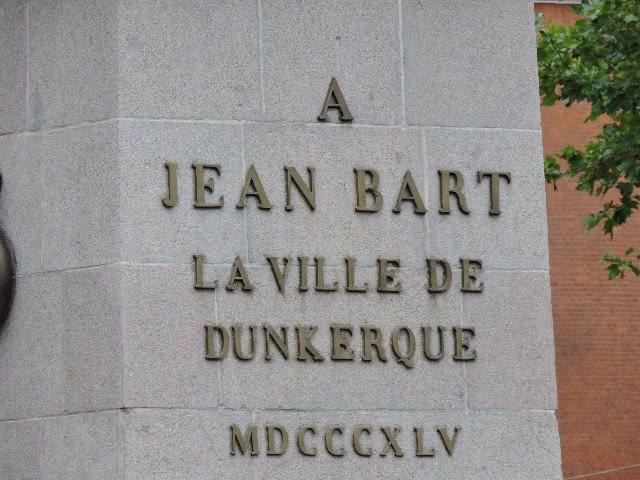 A
JEAN BART
LA VILLE DE
DUNKERQUE
MDCCCXLV